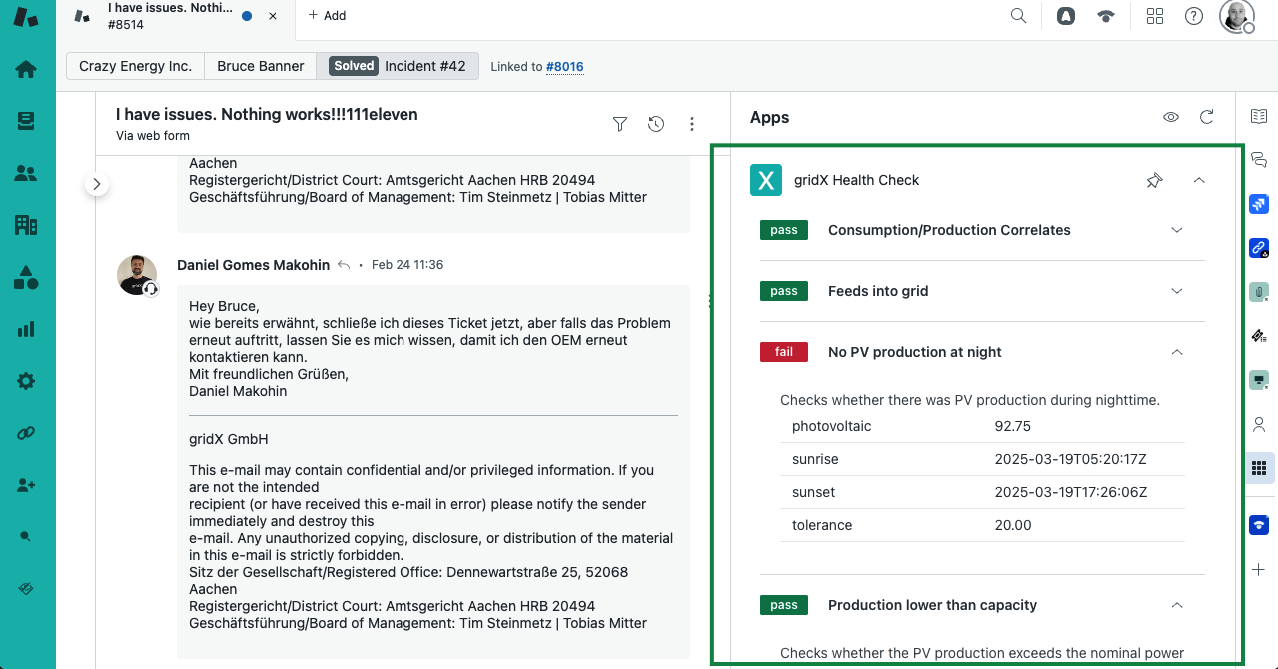 I have issues. Nothi...
#8514
+ Add
Crazy Energy Inc.
Bruce Banner
Solved Incident #42
Linked to #8016
I have issues. Nothing works!!!111eleven
Via web form
Aachen
Registergericht/District Court: Amtsgericht Aachen HRB 20494
Geschäftsführung/Board of Management: Tim Steinmetz | Tobias Mitter
Daniel Gomes Makohin • Feb 24 11:36
Hey Bruce,
wie bereits erwähnt, schließe ich dieses Ticket jetzt, aber falls das Problem
erneut auftritt, lassen Sie es mich wissen, damit ich den OEM erneut
kontaktieren kann.
Mit freundlichen Grüßen,
Daniel Makohin
gridX GmbH
This e-mail may contain confidential and/or privileged information. If you
are not the intended
recipient (or have received this e-mail in error) please notify the sender
immediately and destroy this
e-mail. Any unauthorized copying, disclosure, or distribution of the material
in this e-mail is strictly forbidden.
Sitz der Gesellschaft/Registered Office: Dennewartstraße 25, 52068
Aachen
Registergericht/District Court: Amtsgericht Aachen HRB 20494
Geschäftsführung/Board of Management: Tim Steinmetz | Tobias Mitter
Apps
X gridX Health Check
pass Consumption/Production Correlates
pass Feeds into grid
fail No PV production at night
Checks whether there was PV production during nighttime.
photovoltaic 92.75
sunrise 2025-03-19T05:20:17Z
sunset 2025-03-19T17:26:06Z
tolerance 20.00
pass Production lower than capacity
Checks whether the PV production exceeds the nominal power